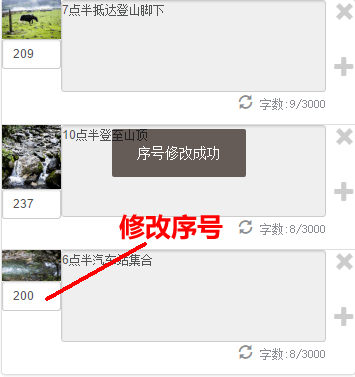 7点半抵达登山脚下
209
字数:9/3000
10点半登至山顶
序号修改成功
237
字数:8/3000
修改序号
6点半汽车站集合
200
字数:8/3000